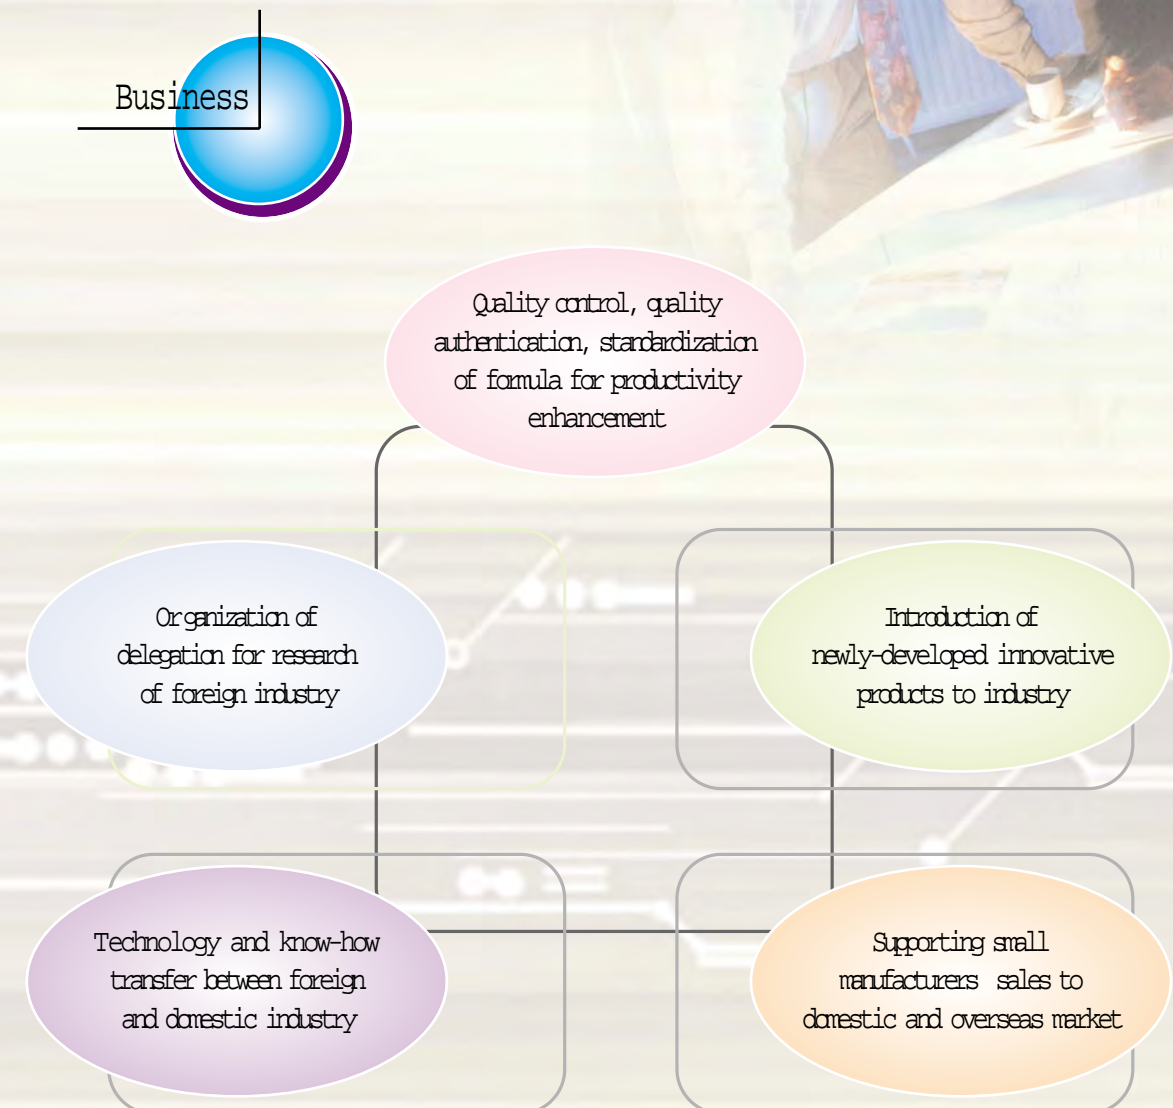 Business
Quality control, quality
authentication, standardization
of formula for productivity
enhancement
Organization of
delegation for research
of foreign industry
Introduction of
newly-developed innovative
products to industry
Technology and know-how
transfer between foreign
and domestic industry
Supporting small
manufacturers sales to
domestic and overseas market